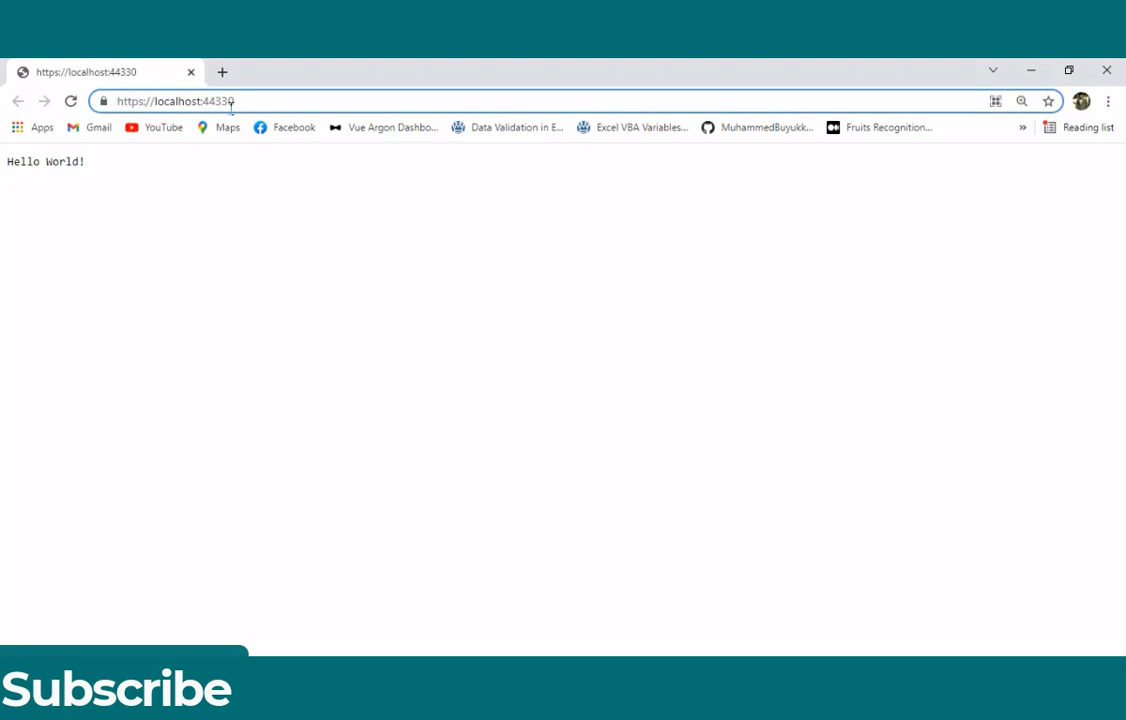 https://localhost:44330
https://localhost:44330
Apps Gmail YouTube Maps Facebook Vue Argon Dashbo... Data Validation in E... Excel VBA Variables... MuhammedBuyukk... Fruits Recognition... » Reading list
Hello World!
Subscribe